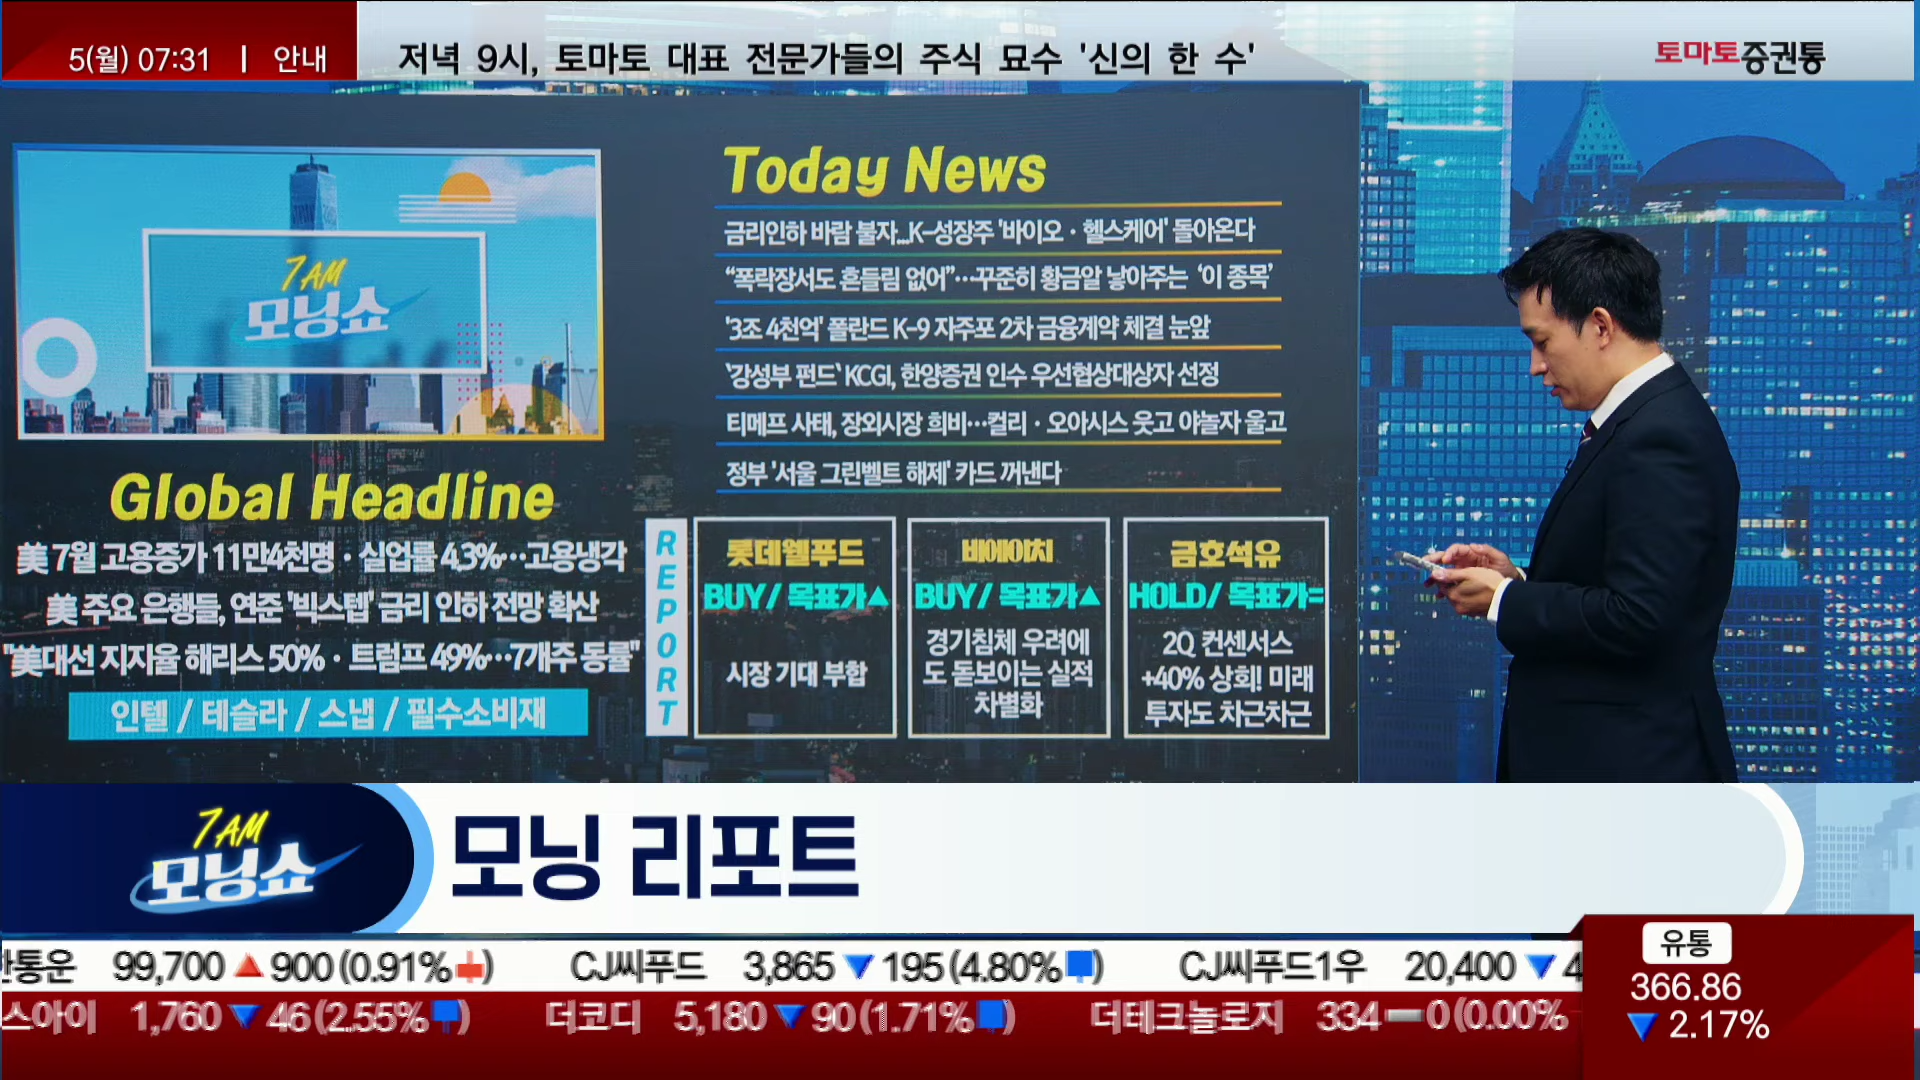 5(월) 07:31 | 안내
저녁 9시, 토마토 대표 전문가들의 주식 묘수 '신의 한 수'
토마토증권통
7 AM
모닝쇼
Global Headline
美 7월 고용증가 11만4천명·실업률 4.3%…고용냉각
美 주요 은행들, 연준 '빅스텝' 금리 인하 전망 확산
"美대선 지지율 해리스 50%·트럼프 49%…7개주 동률"
인텔 / 테슬라 / 스냅 / 필수소비재
Today News
금리인하 바람 불자...K-성장주 '바이오·헬스케어' 돌아온다
“폭락장서도 흔들림 없어”…꾸준히 황금알 낳아주는 ‘이 종목’
'3조 4천억' 폴란드 K-9 자주포 2차 금융계약 체결 눈앞
'강성부 펀드' KCGI, 한양증권 인수 우선협상대상자 선정
티메프 사태, 장외시장 희비…컬리·오아시스 웃고 야놀자 울고
정부 '서울 그린벨트 해제' 카드 꺼낸다
REPORT
롯데웰푸드
BUY/ 목표가▲
시장 기대 부합
비에이치
BUY/ 목표가▲
경기침체 우려에
도 돋보이는 실적
차별화
금호석유
HOLD/ 목표가=
2Q 컨센서스
+40% 상회! 미래
투자도 차근차근
7 AM
모닝쇼
모닝 리포트
통운 99,700 ▲ 900 (0.91%) CJ씨푸드 3,865 ▼ 195 (4.80%) CJ씨푸드1우 20,400 ▼ 4
스아이 1,760 ▼ 46 (2.55%) 더코디 5,180 ▼ 90 (1.71%) 더테크놀로지 334 0 (0.00%
유통
366.86
▼ 2.17%